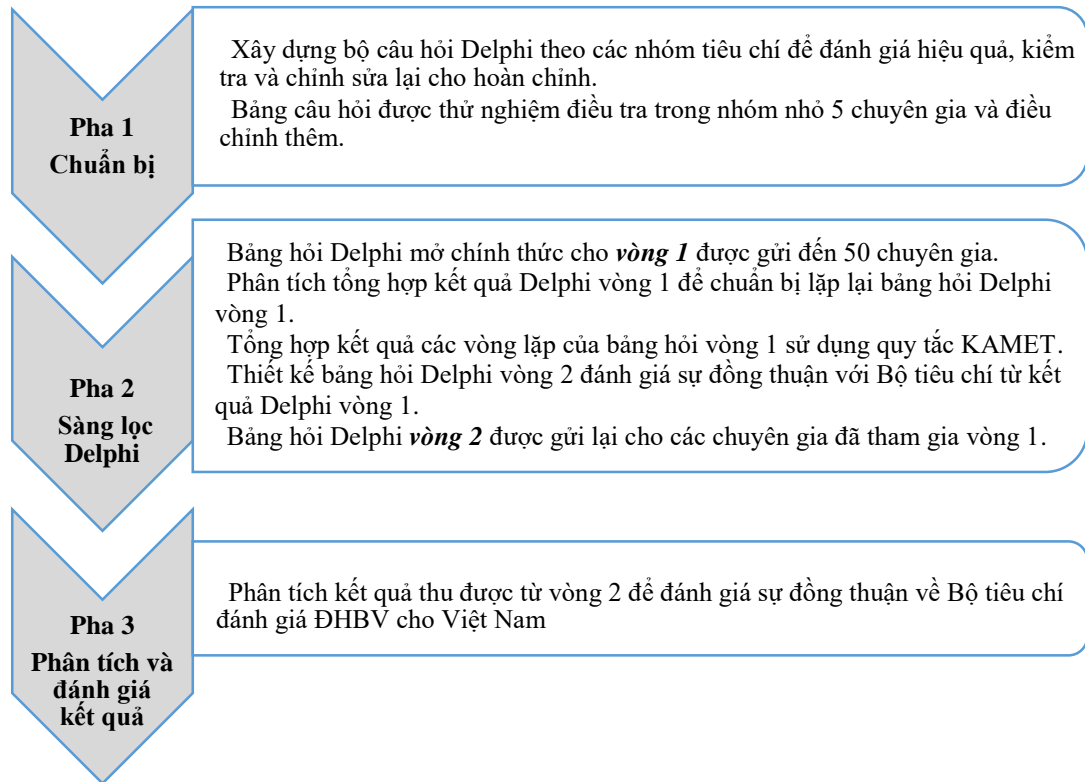 Pha 1
Chuẩn bị
Xây dựng bộ câu hỏi Delphi theo các nhóm tiêu chí để đánh giá hiệu quả, kiểm
tra và chỉnh sửa lại cho hoàn chỉnh.
Bảng câu hỏi được thử nghiệm điều tra trong nhóm nhỏ 5 chuyên gia và điều
chỉnh thêm.
Pha 2
Sàng lọc
Delphi
Bảng hỏi Delphi mở chính thức cho vòng 1 được gửi đến 50 chuyên gia.
Phân tích tổng hợp kết quả Delphi vòng 1 để chuẩn bị lặp lại bảng hỏi Delphi
vòng 1.
Tổng hợp kết quả các vòng lặp của bảng hỏi vòng 1 sử dụng quy tắc KAMET.
Thiết kế bảng hỏi Delphi vòng 2 đánh giá sự đồng thuận với Bộ tiêu chí từ kết
quả Delphi vòng 1.
Bảng hỏi Delphi vòng 2 được gửi lại cho các chuyên gia đã tham gia vòng 1.
Pha 3
Phân tích và
đánh giá
kết quả
Phân tích kết quả thu được từ vòng 2 để đánh giá sự đồng thuận về Bộ tiêu chí
đánh giá ĐHBV cho Việt Nam